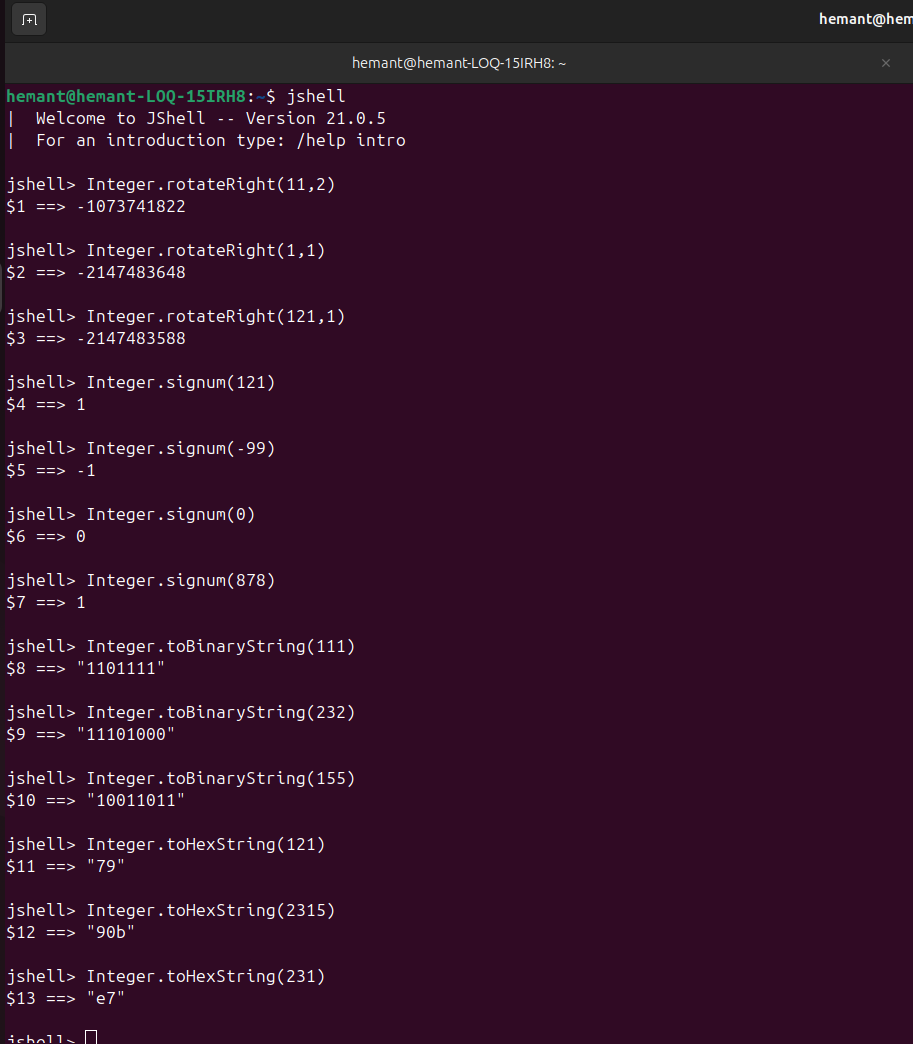 hemant@hem
hemant@hemant-LOQ-15IRH8: ~
hemant@hemant-LOQ-15IRH8:~$ jshell
|  Welcome to JShell -- Version 21.0.5
|  For an introduction type: /help intro
jshell> Integer.rotateRight(11,2)
$1 ==> -1073741822
jshell> Integer.rotateRight(1,1)
$2 ==> -2147483648
jshell> Integer.rotateRight(121,1)
$3 ==> -2147483588
jshell> Integer.signum(121)
$4 ==> 1
jshell> Integer.signum(-99)
$5 ==> -1
jshell> Integer.signum(0)
$6 ==> 0
jshell> Integer.signum(878)
$7 ==> 1
jshell> Integer.toBinaryString(111)
$8 ==> "1101111"
jshell> Integer.toBinaryString(232)
$9 ==> "11101000"
jshell> Integer.toBinaryString(155)
$10 ==> "10011011"
jshell> Integer.toHexString(121)
$11 ==> "79"
jshell> Integer.toHexString(2315)
$12 ==> "90b"
jshell> Integer.toHexString(231)
$13 ==> "e7"
jshell>